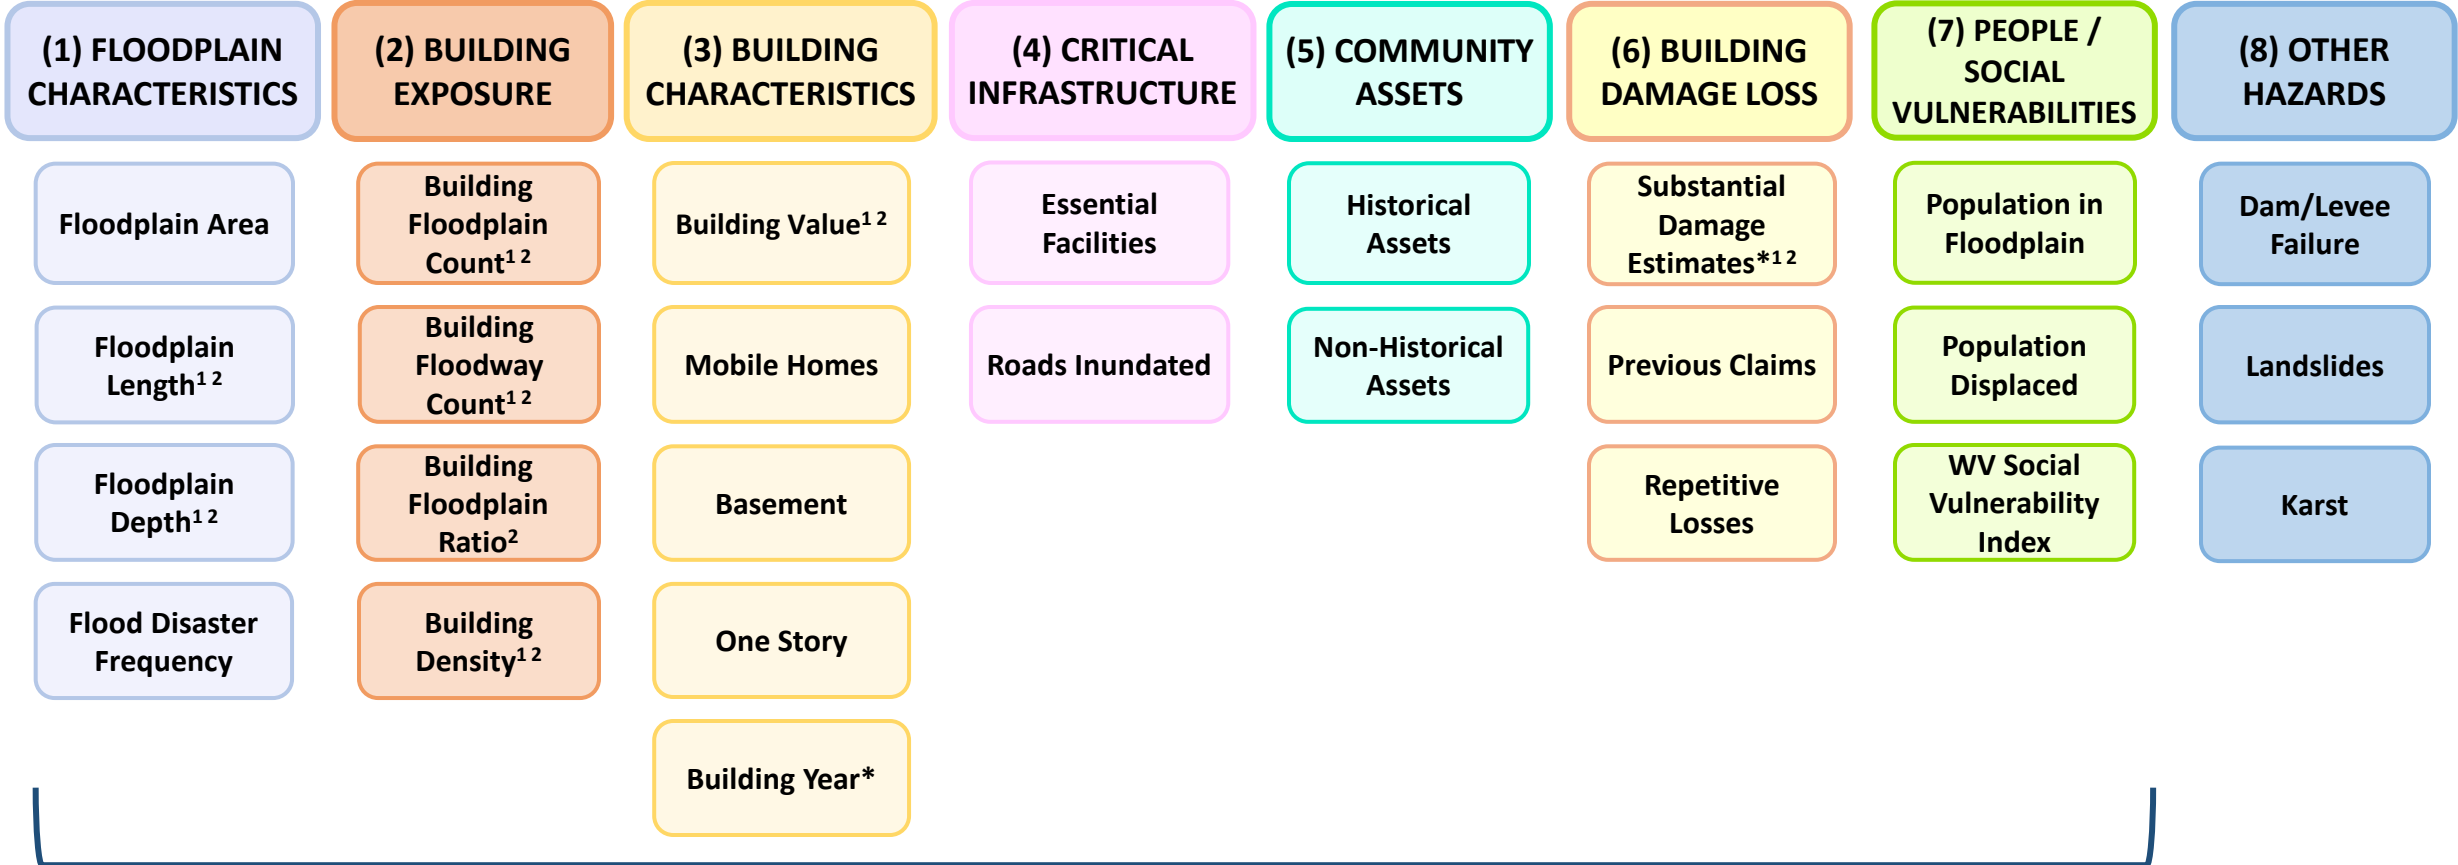 (1) FLOODPLAIN
CHARACTERISTICS
(2) BUILDING
EXPOSURE
(3) BUILDING
CHARACTERISTICS
(4) CRITICAL
INFRASTRUCTURE
(5) COMMUNITY
ASSETS
(6) BUILDING
DAMAGE LOSS
(7) PEOPLE /
SOCIAL
VULNERABILITIES
(8) OTHER
HAZARDS
Floodplain Area
Floodplain
Length¹ ²
Floodplain
Depth¹ ²
Flood Disaster
Frequency
Building
Floodplain
Count¹ ²
Building
Floodway
Count¹ ²
Building
Floodplain
Ratio²
Building
Density¹ ²
Building Value¹ ²
Mobile Homes
Basement
One Story
Building Year*
Essential
Facilities
Roads Inundated
Historical
Assets
Non-Historical
Assets
Substantial
Damage
Estimates*¹ ²
Previous Claims
Repetitive
Losses
Population in
Floodplain
Population
Displaced
WV Social
Vulnerability
Index
Dam/Levee
Failure
Landslides
Karst